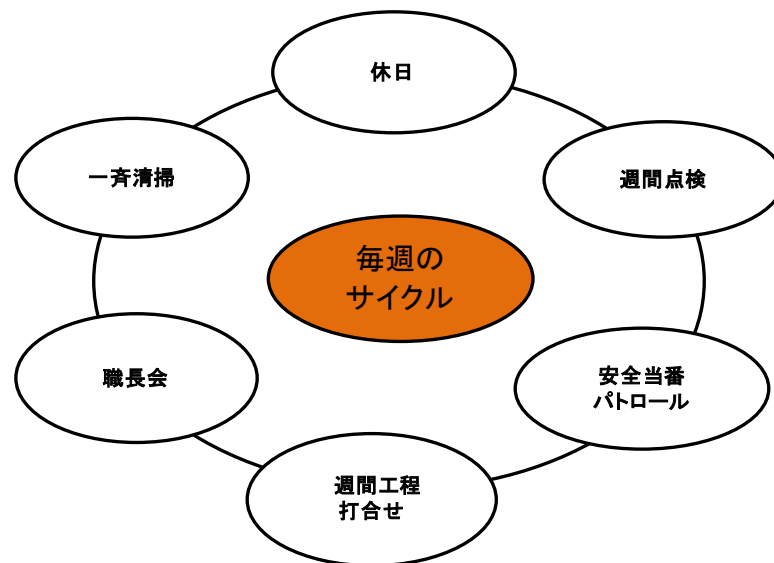 休日
一斉清掃
週間点検
毎週の
サイクル
職長会
安全当番
パトロール
週間工程
打合せ